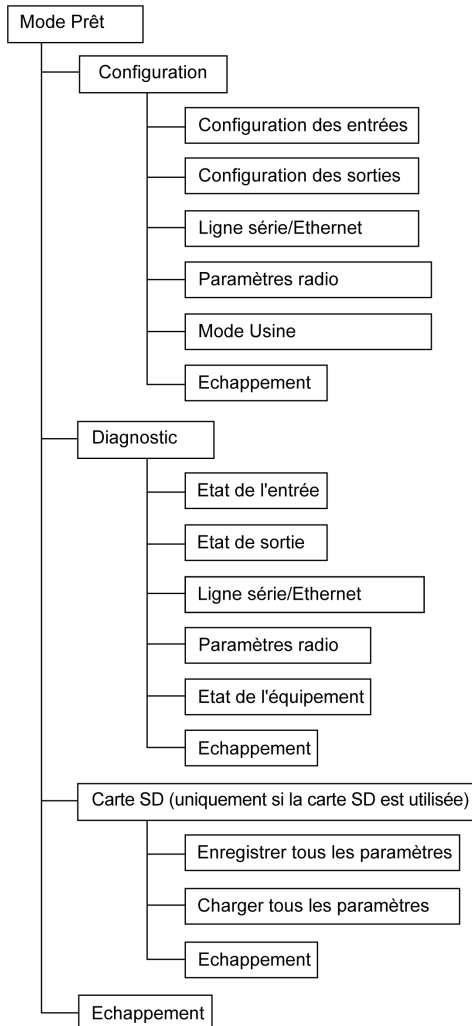 Mode Prêt
Configuration
Configuration des entrées
Configuration des sorties
Ligne série/Ethernet
Paramètres radio
Mode Usine
Echappement
Diagnostic
Etat de l'entrée
Etat de sortie
Ligne série/Ethernet
Paramètres radio
Etat de l'équipement
Echappement
Carte SD (uniquement si la carte SD est utilisée)
Enregistrer tous les paramètres
Charger tous les paramètres
Echappement
Echappement